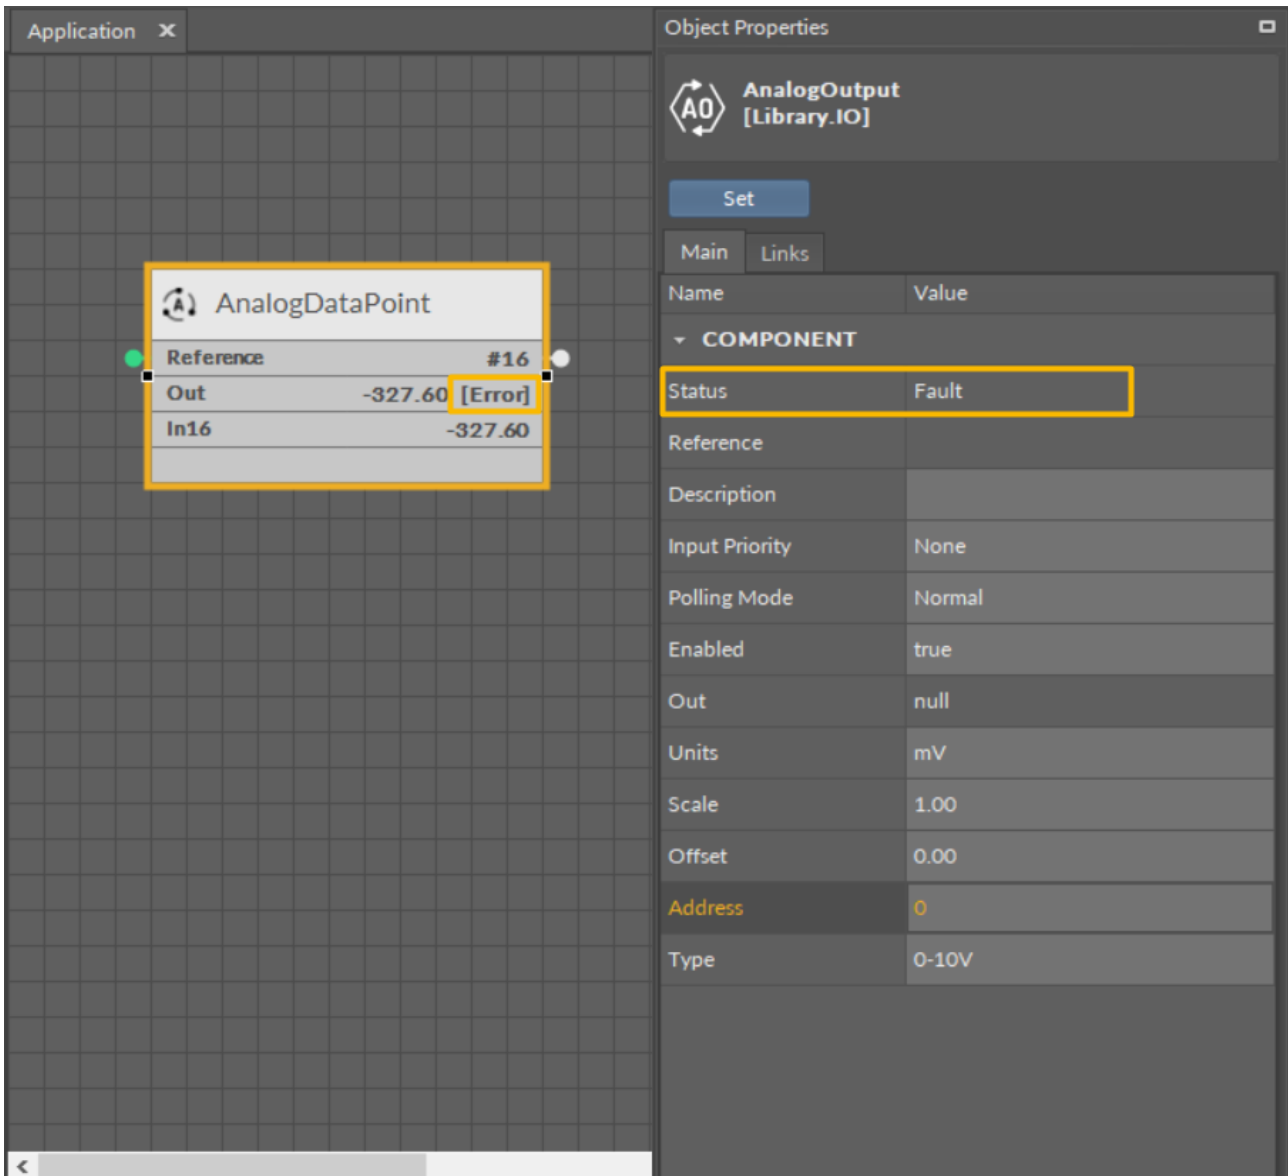 Application
AnalogDataPoint
Reference #16
Out -327.60 [Error]
In16 -327.60
Object Properties
AO
AnalogOutput
[Library.IO]
Set
Main Links
Name Value
COMPONENT
Status Fault
Reference
Description
Input Priority None
Polling Mode Normal
Enabled true
Out null
Units mV
Scale 1.00
Offset 0.00
Address 0
Type 0-10V